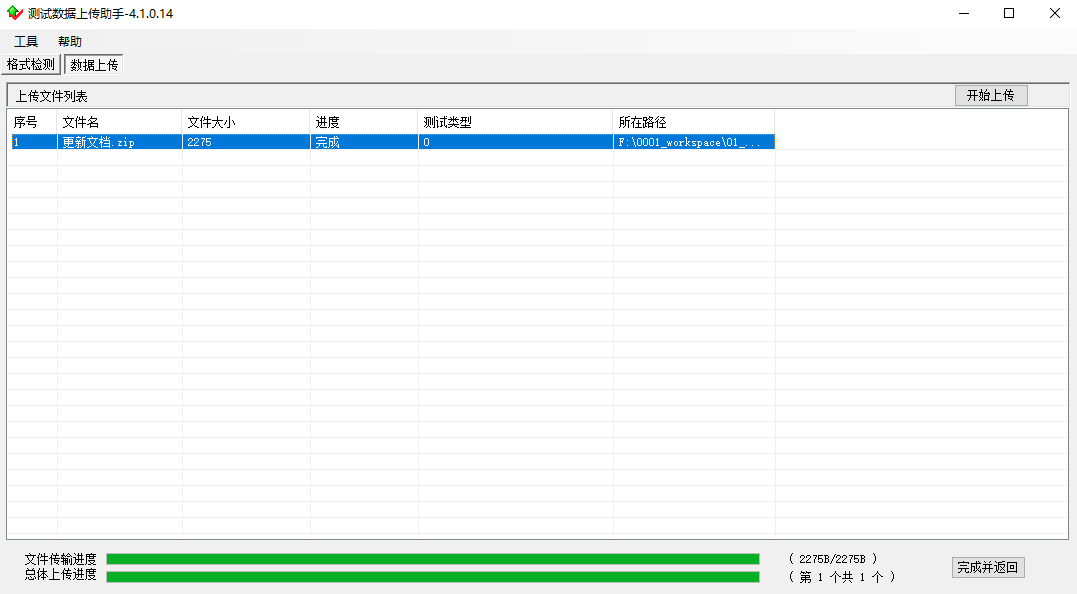 测试数据上传助手-4.1.0.14
工具 帮助
格式检测 数据上传
上传文件列表 开始上传
序号 文件名 文件大小 进度 测试类型 所在路径
1 更新文档.zip 2275 完成 0 F:\0001_workspace\01_...
文件传输进度 ( 2275B/2275B )
总体上传进度 ( 第 1 个共 1 个 )
完成并返回